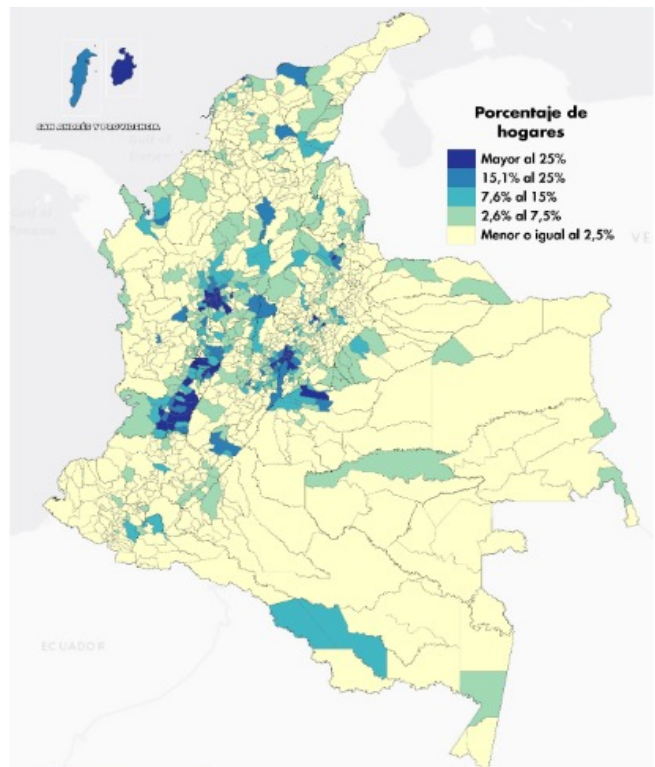 SAN ANDRÉS Y PROVIDENCIA
Porcentaje de
hogares
Mayor al 25%
15,1% al 25%
7,6% al 15%
2,6% al 7,5%
Menor o igual al 2,5%
VE
ECUADOR